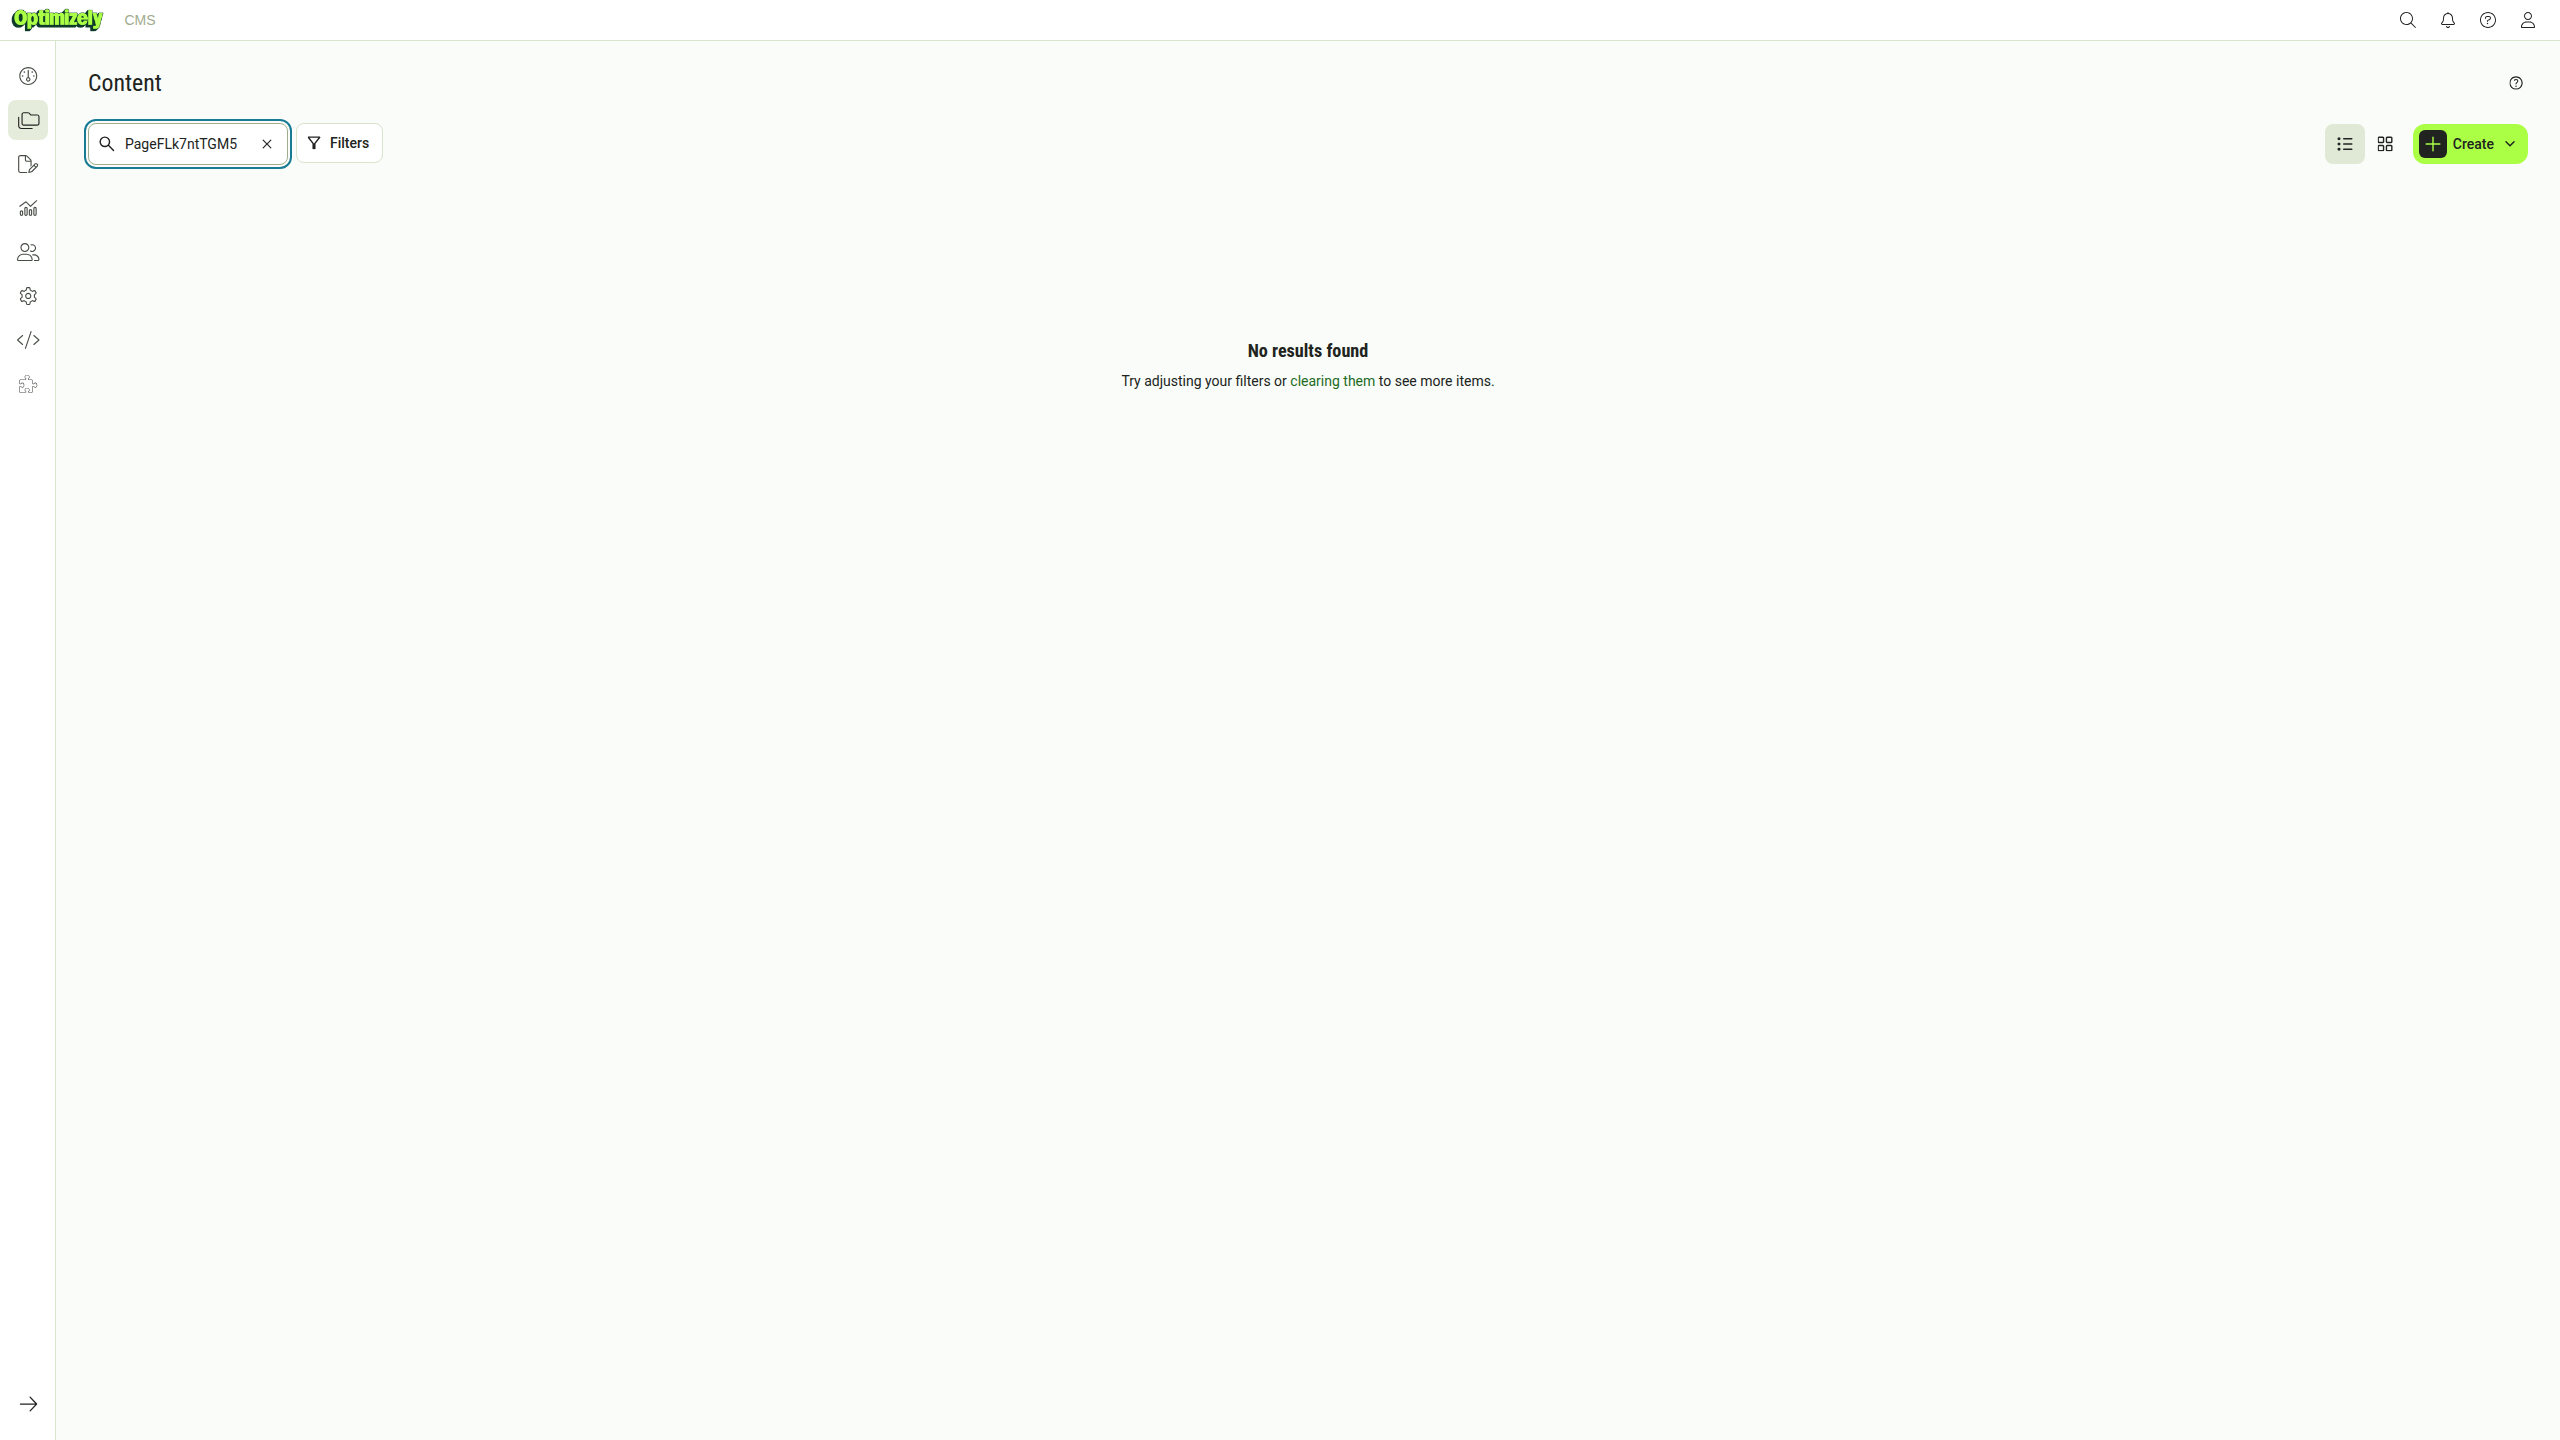 Optimizely CMS
Content
PageFLk7ntTGM5
Filters
Create
No results found
Try adjusting your filters or clearing them to see more items.